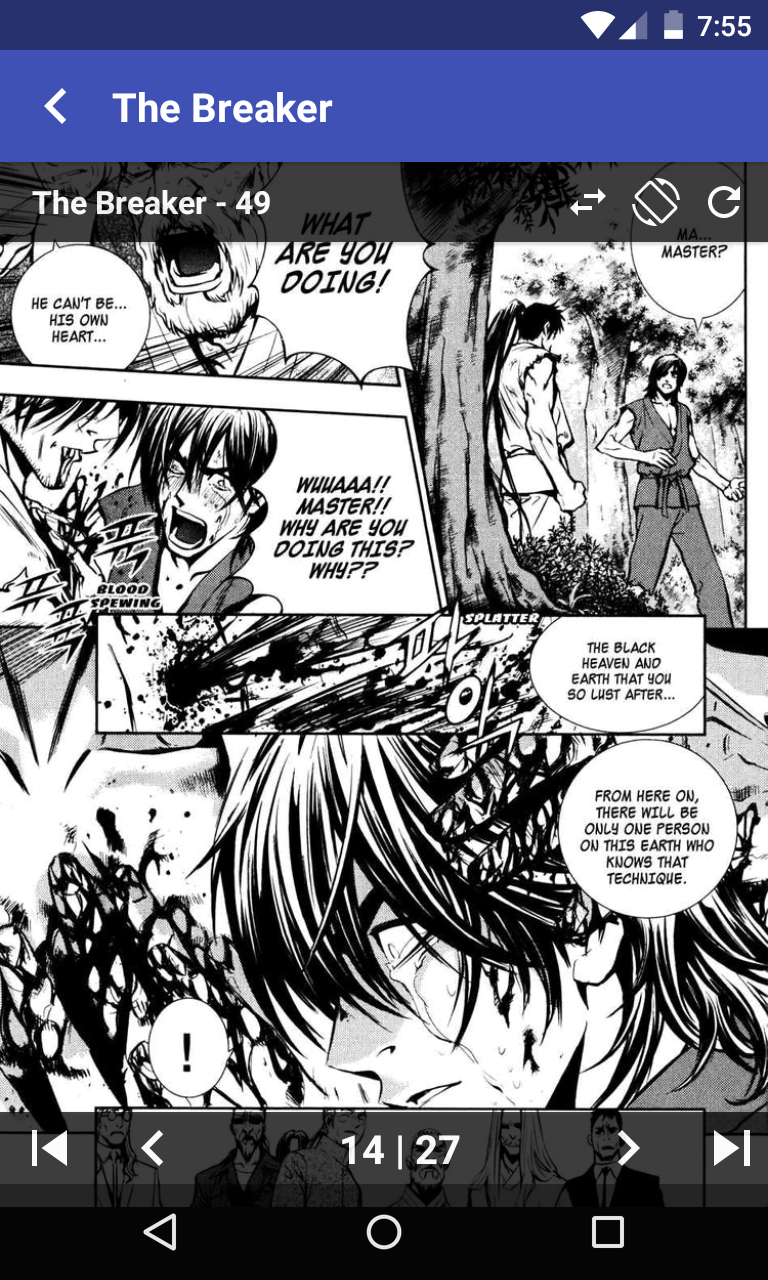 7:55
The Breaker
The Breaker - 49
WHAT
ARE YOU
DOING!
MA...
MASTER?
HE CAN'T BE...
HIS OWN
HEART...
WUUAAA!!
MASTER!!
WHY ARE YOU
DOING THIS?
WHY??
BLOOD
SPEWING
SPLATTER
THE BLACK
HEAVEN AND
EARTH THAT YOU
SO LUST AFTER...
FROM HERE ON,
THERE WILL BE
ONLY ONE PERSON
ON THIS EARTH WHO
KNOWS THAT
TECHNIQUE.
!
14 | 27